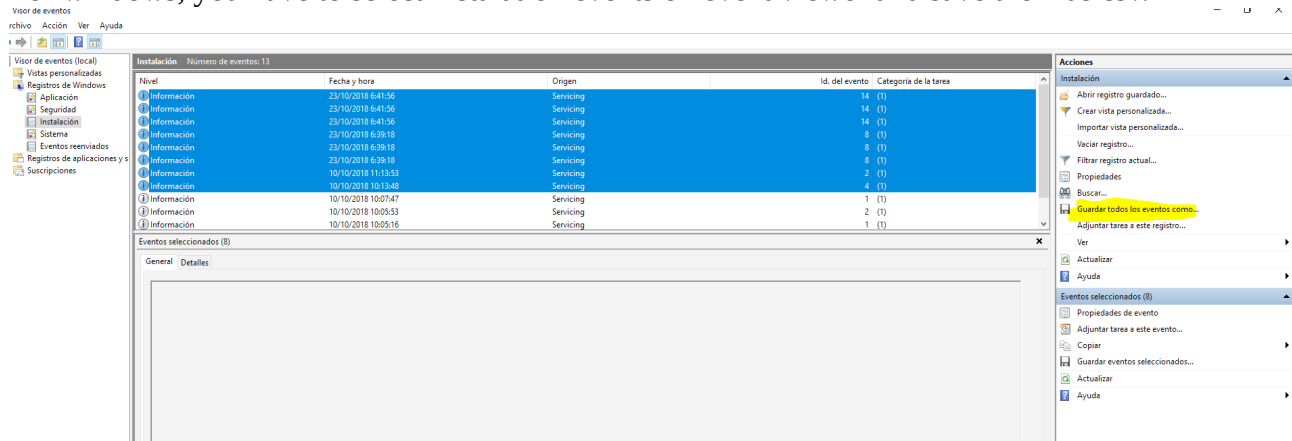 Visor de eventos
rchivo Acción Ver Ayuda
Visor de eventos (local)
Vistas personalizadas
Registros de Windows
Aplicación
Seguridad
Instalación
Sistema
Eventos reenviados
Registros de aplicaciones y s
Suscripciones
Instalación Número de eventos: 13
Nivel Fecha y hora Origen Id. del evento Categoría de la tarea
Información 23/10/2018 6:41:56 Servicing 14 (1)
Información 23/10/2018 6:41:56 Servicing 14 (1)
Información 23/10/2018 6:41:56 Servicing 14 (1)
Información 23/10/2018 6:39:18 Servicing 8 (1)
Información 23/10/2018 6:39:18 Servicing 8 (1)
Información 23/10/2018 6:39:18 Servicing 8 (1)
Información 10/10/2018 11:13:53 Servicing 2 (1)
Información 10/10/2018 10:13:48 Servicing 4 (1)
Información 10/10/2018 10:07:47 Servicing 1 (1)
Información 10/10/2018 10:05:53 Servicing 2 (1)
Información 10/10/2018 10:05:16 Servicing 1 (1)
Eventos seleccionados (8)
General Detalles
Acciones
Instalación
Abrir registro guardado...
Crear vista personalizada...
Importar vista personalizada...
Vaciar registro...
Filtrar registro actual...
Propiedades
Buscar...
Guardar todos los eventos como...
Adjuntar tarea a este registro...
Ver
Actualizar
Ayuda
Eventos seleccionados (8)
Propiedades de evento
Adjuntar tarea a este evento...
Copiar
Guardar eventos seleccionados...
Actualizar
Ayuda